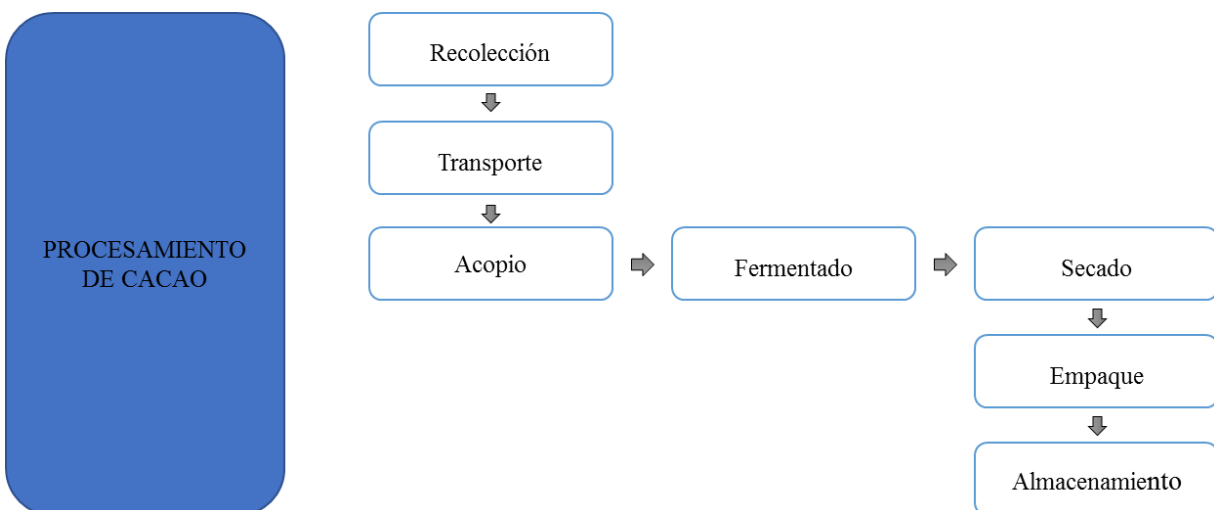 PROCESAMIENTO
DE CACAO
Recolección
Transporte
Acopio
Fermentado
Secado
Empaque
Almacenamiento